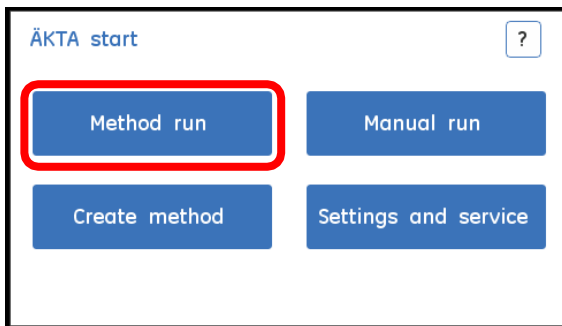 ÄKTA start
?
Method run
Manual run
Create method
Settings and service